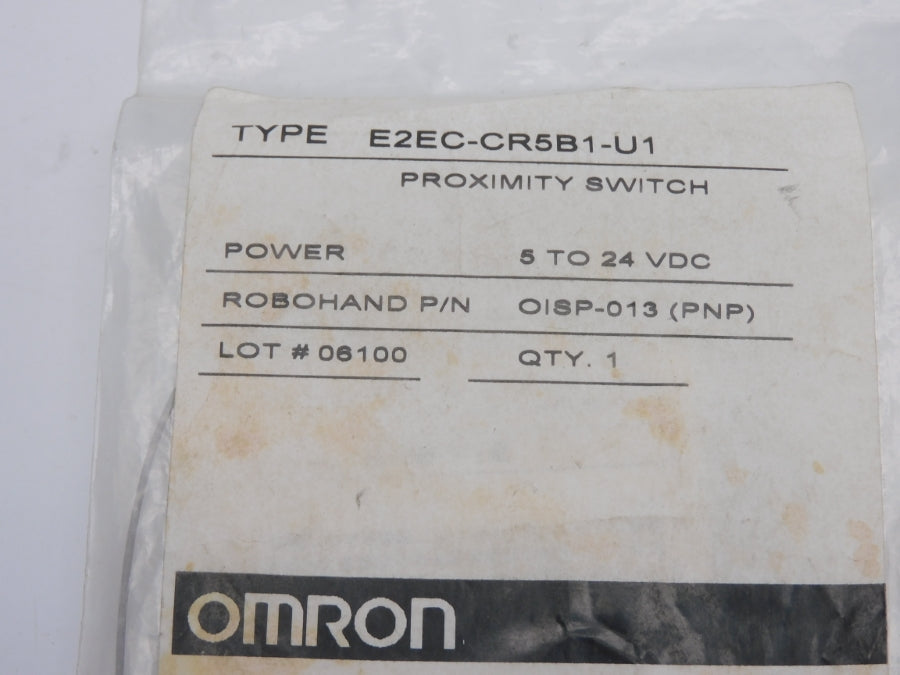 TYPE E2EC-CR5B1-U1
PROXIMITY SWITCH
POWER 5 TO 24 VDC
ROBOHAND P/N OISP-013 (PNP)
LOT # 06100 QTY. 1
OMRON